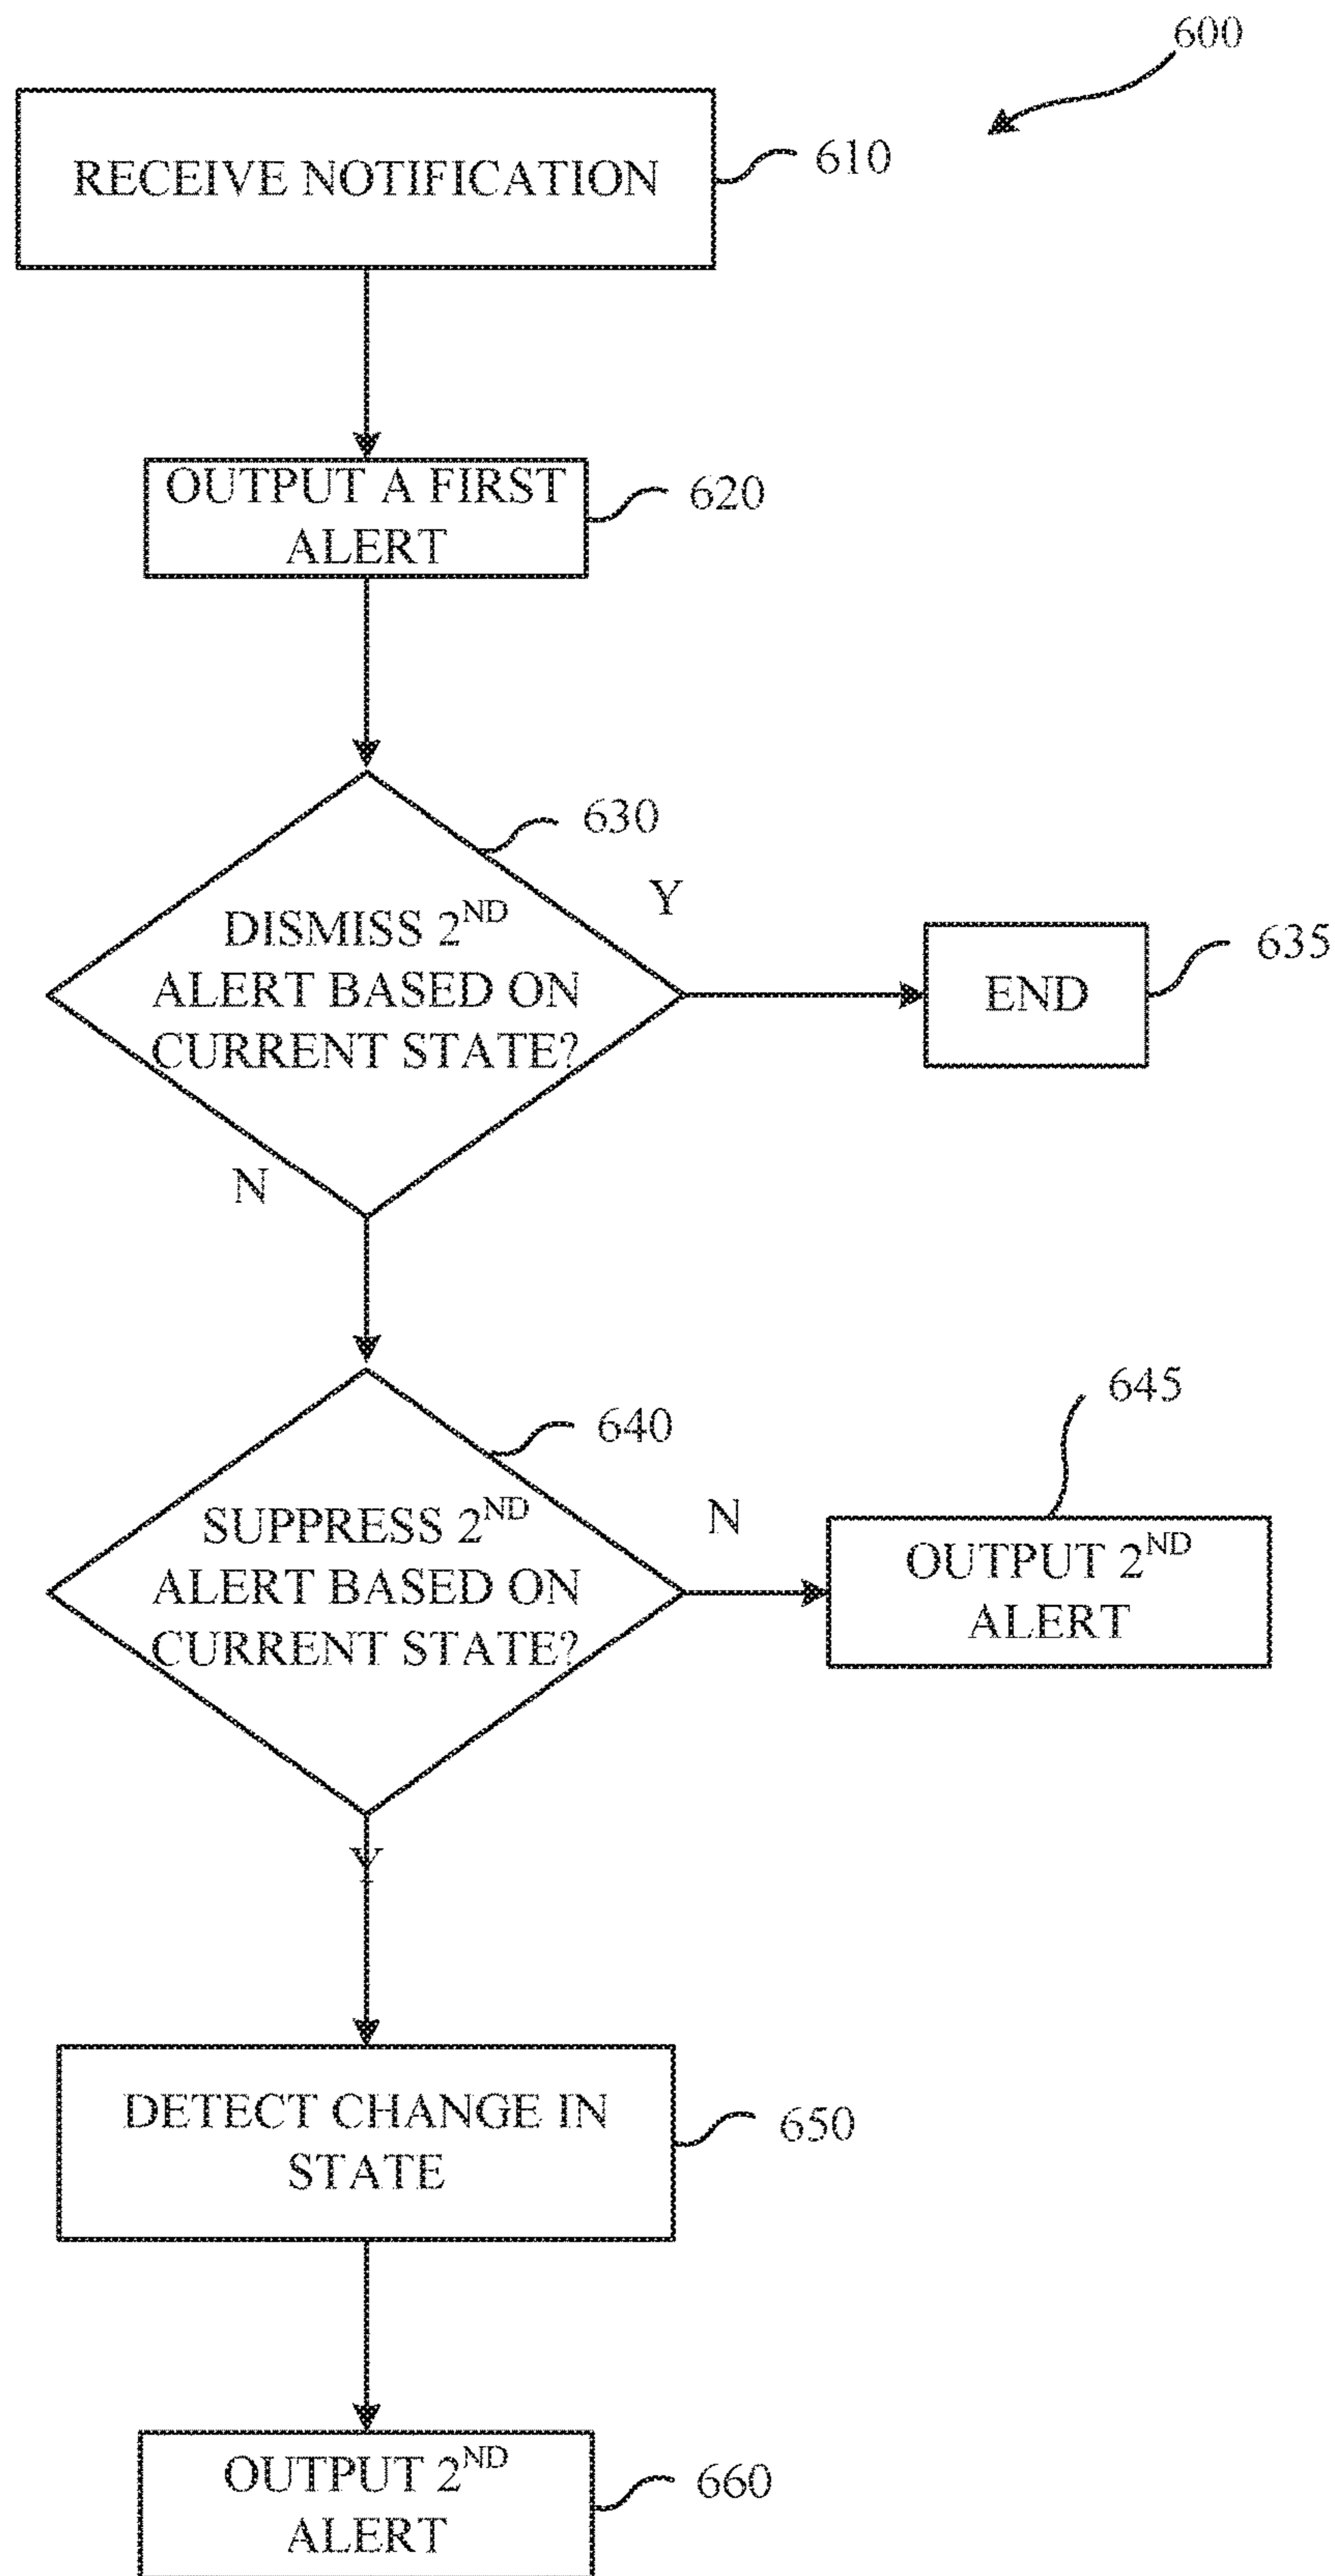 600
RECEIVE NOTIFICATION
610
OUTPUT A FIRST
ALERT
620
630
DISMISS 2ND
ALERT BASED ON
CURRENT STATE?
Y
END
635
N
640
SUPPRESS 2ND
ALERT BASED ON
CURRENT STATE?
N
645
OUTPUT 2ND
ALERT
Y
DETECT CHANGE IN
STATE
650
OUTPUT 2ND
ALERT
660